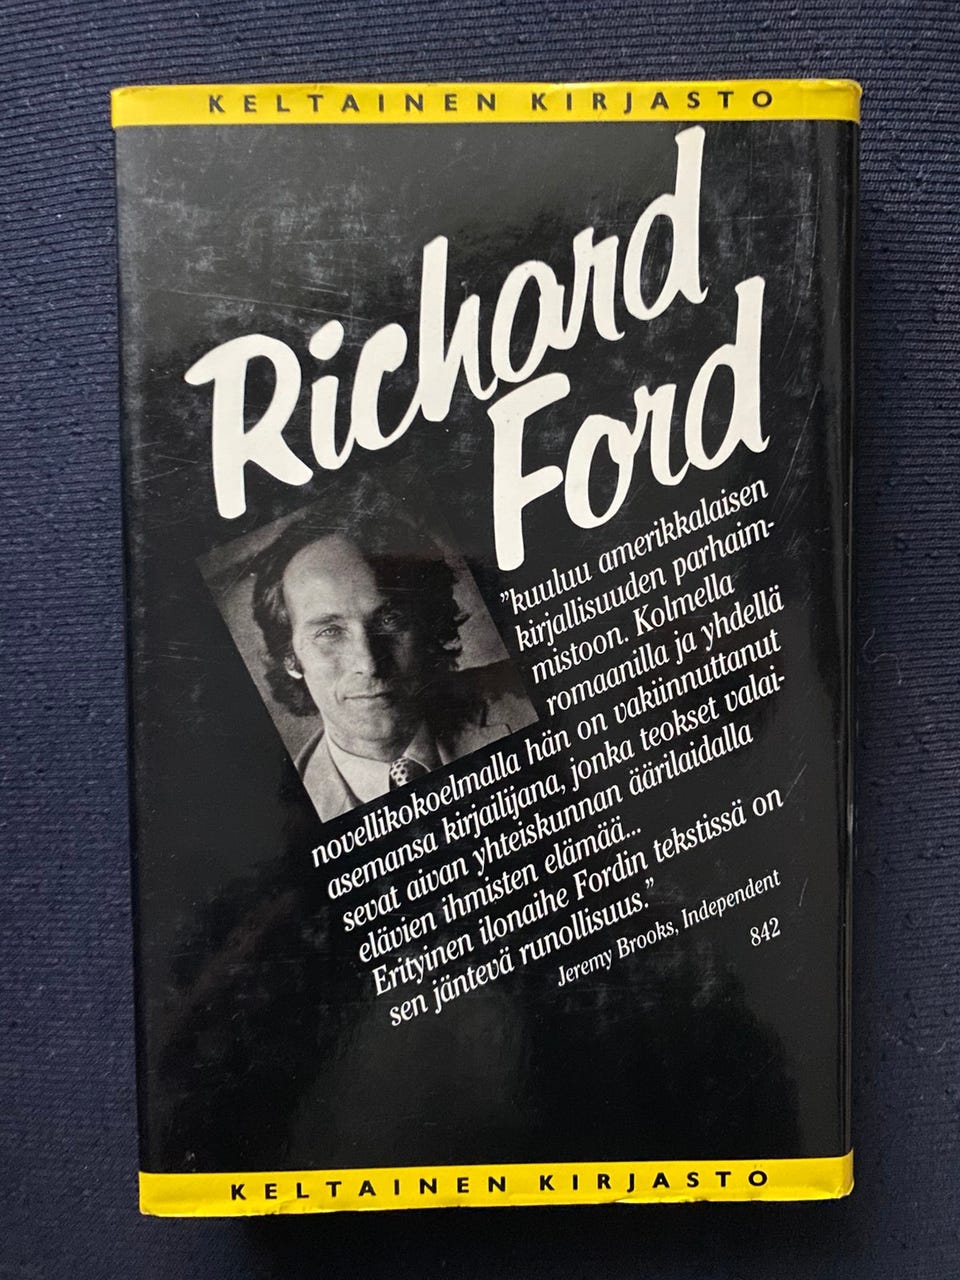 KELTAINEN KIRJASTO
Richard
Ford
"kuuluu amerikkalaisen
kirjallisuuden parhaim-
mistoon. Kolmella
romaanilla ja yhdellä
novellikokoelmalla hän on vakiinnuttanut
asemansa kirjailijana, jonka teokset valai-
sevat aivan yhteiskunnan äärilaidalla
elävien ihmisten elämää...
Erityinen ilonaihe Fordin tekstissä on
sen jäntevä runollisuus."
Jeremy Brooks, Independent
842
KELTAINEN KIRJASTO